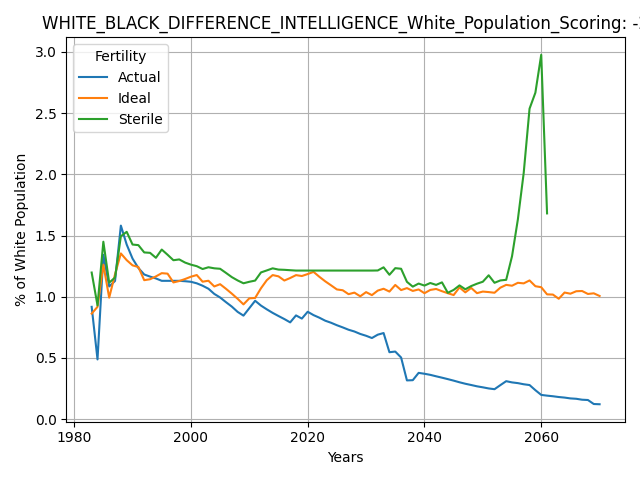 WHITE_BLACK_DIFFERENCE_INTELLIGENCE_White_Population_Scoring:
Fertility
Actual
Ideal
Sterile
% of White Population
3.0
2.5
2.0
1.5
1.0
0.5
0.0
1980
2000
2020
2040
2060
Years